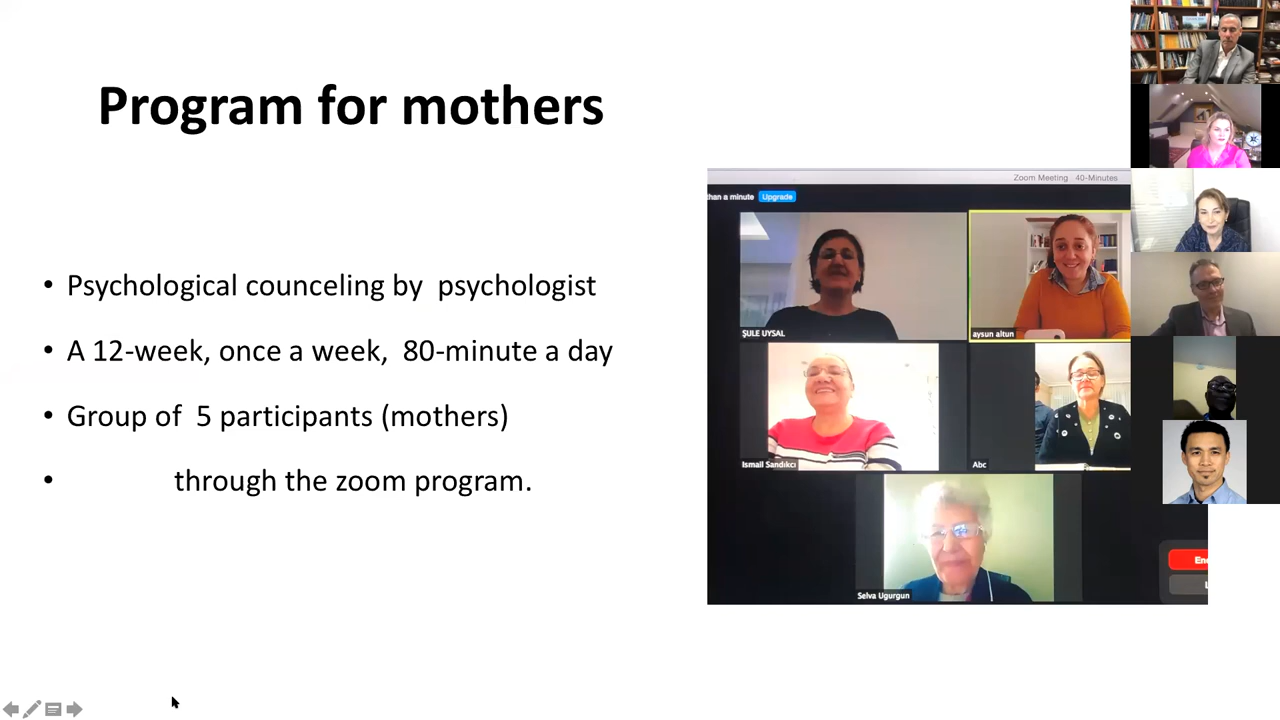 Program for mothers
• Psychological counceling by psychologist
• A 12-week, once a week, 80-minute a day
• Group of 5 participants (mothers)
• through the zoom program.
Zoom Meeting 40-Minutes
than a minute Upgrade
ŞULE UYSAL
aysun altun
Ismail Sandıkcı
Abc
Selva Ugurgun